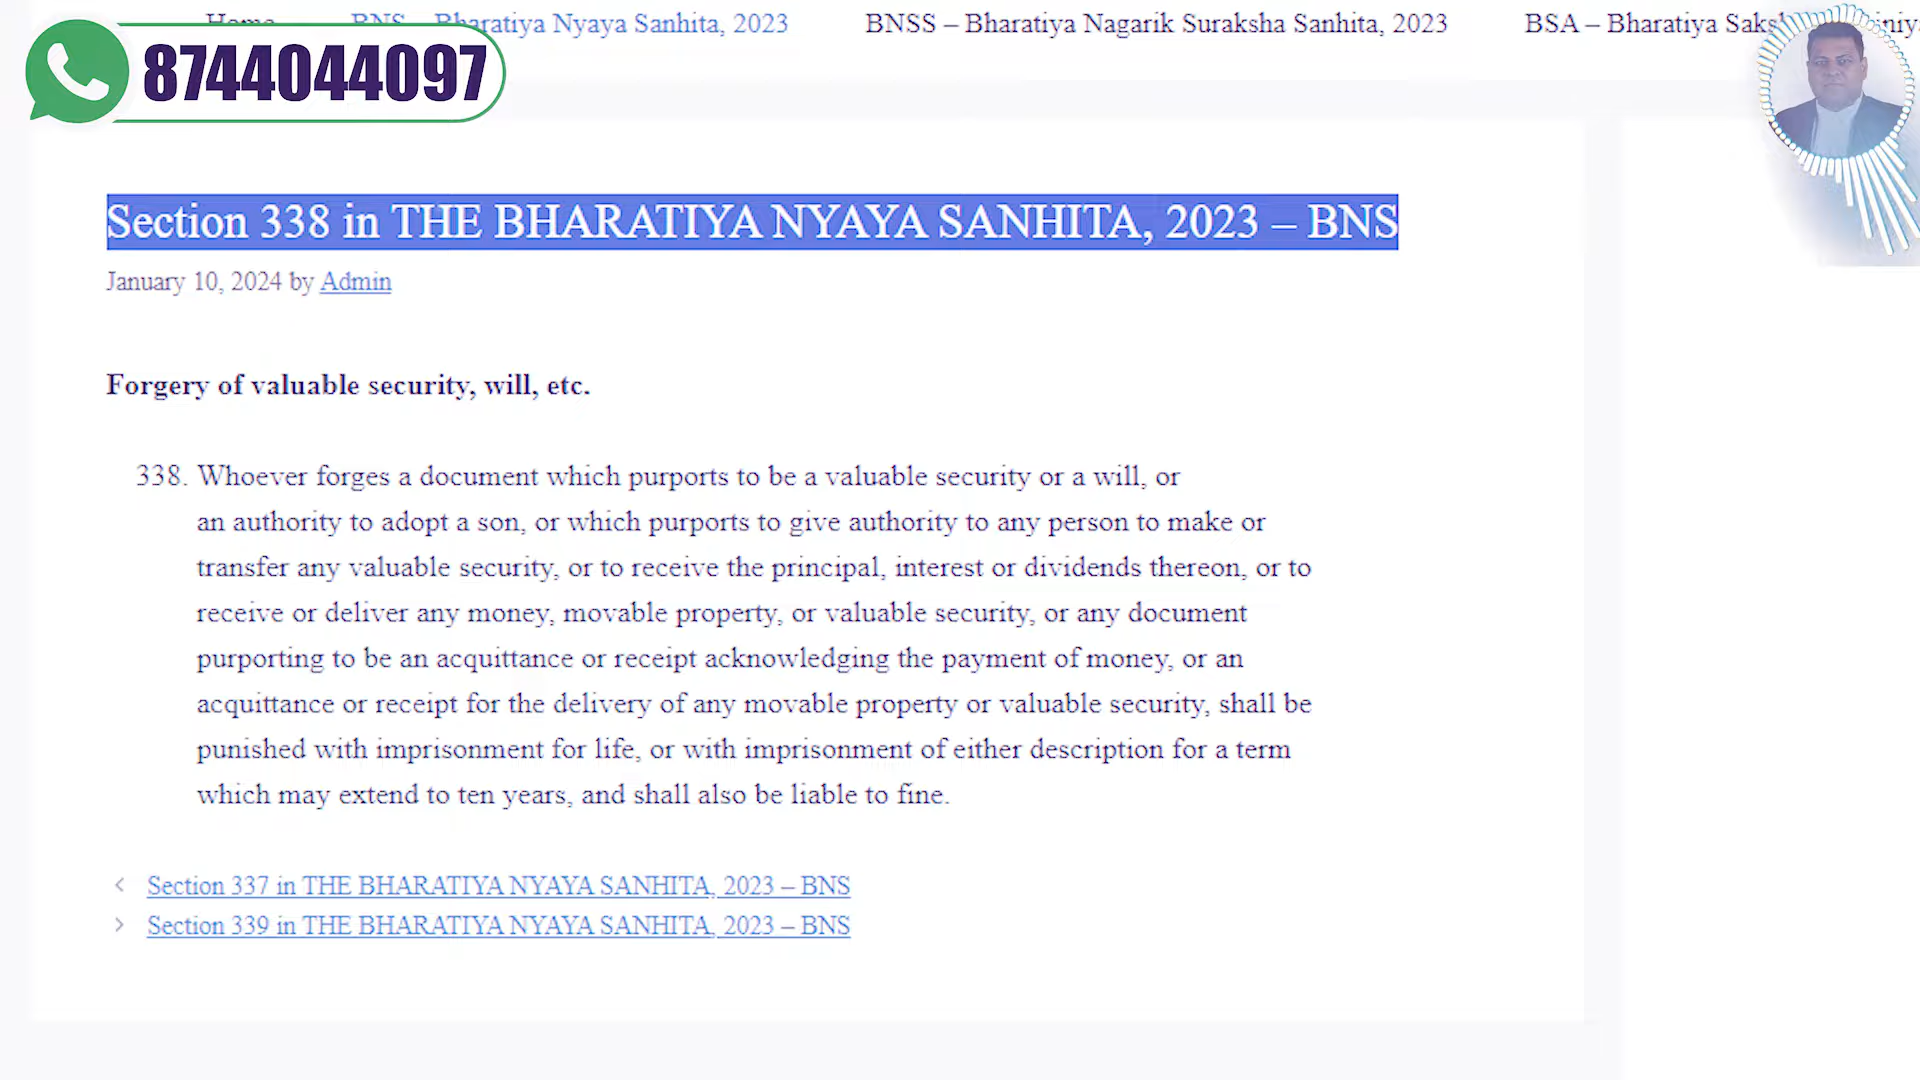 Home BNS – Bharatiya Nyaya Sanhita, 2023 BNSS – Bharatiya Nagarik Suraksha Sanhita, 2023 BSA – Bharatiya
8744044097
Section 338 in THE BHARATIYA NYAYA SANHITA, 2023 – BNS
January 10, 2024 by Admin
Forgery of valuable security, will, etc.
338. Whoever forges a document which purports to be a valuable security or a will, or
an authority to adopt a son, or which purports to give authority to any person to make or
transfer any valuable security, or to receive the principal, interest or dividends thereon, or to
receive or deliver any money, movable property, or valuable security, or any document
purporting to be an acquittance or receipt acknowledging the payment of money, or an
acquittance or receipt for the delivery of any movable property or valuable security, shall be
punished with imprisonment for life, or with imprisonment of either description for a term
which may extend to ten years, and shall also be liable to fine.
Section 337 in THE BHARATIYA NYAYA SANHITA, 2023 – BNS
Section 339 in THE BHARATIYA NYAYA SANHITA, 2023 – BNS